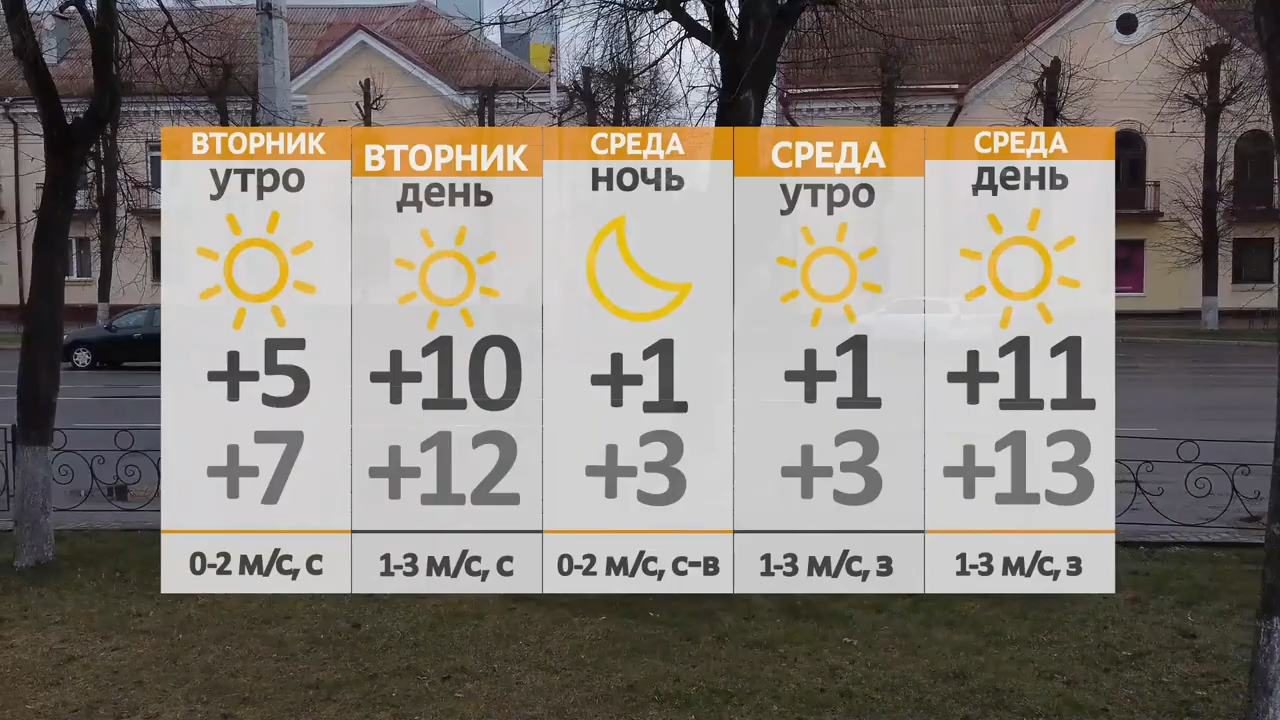 ВТОРНИК
утро
+5
+7
0-2 м/с, с
ВТОРНИК
день
+10
+12
1-3 м/с, с
СРЕДА
ночь
+1
+3
0-2 м/с, с-в
СРЕДА
утро
+1
+3
1-3 м/с, з
СРЕДА
день
+11
+13
1-3 м/с, з